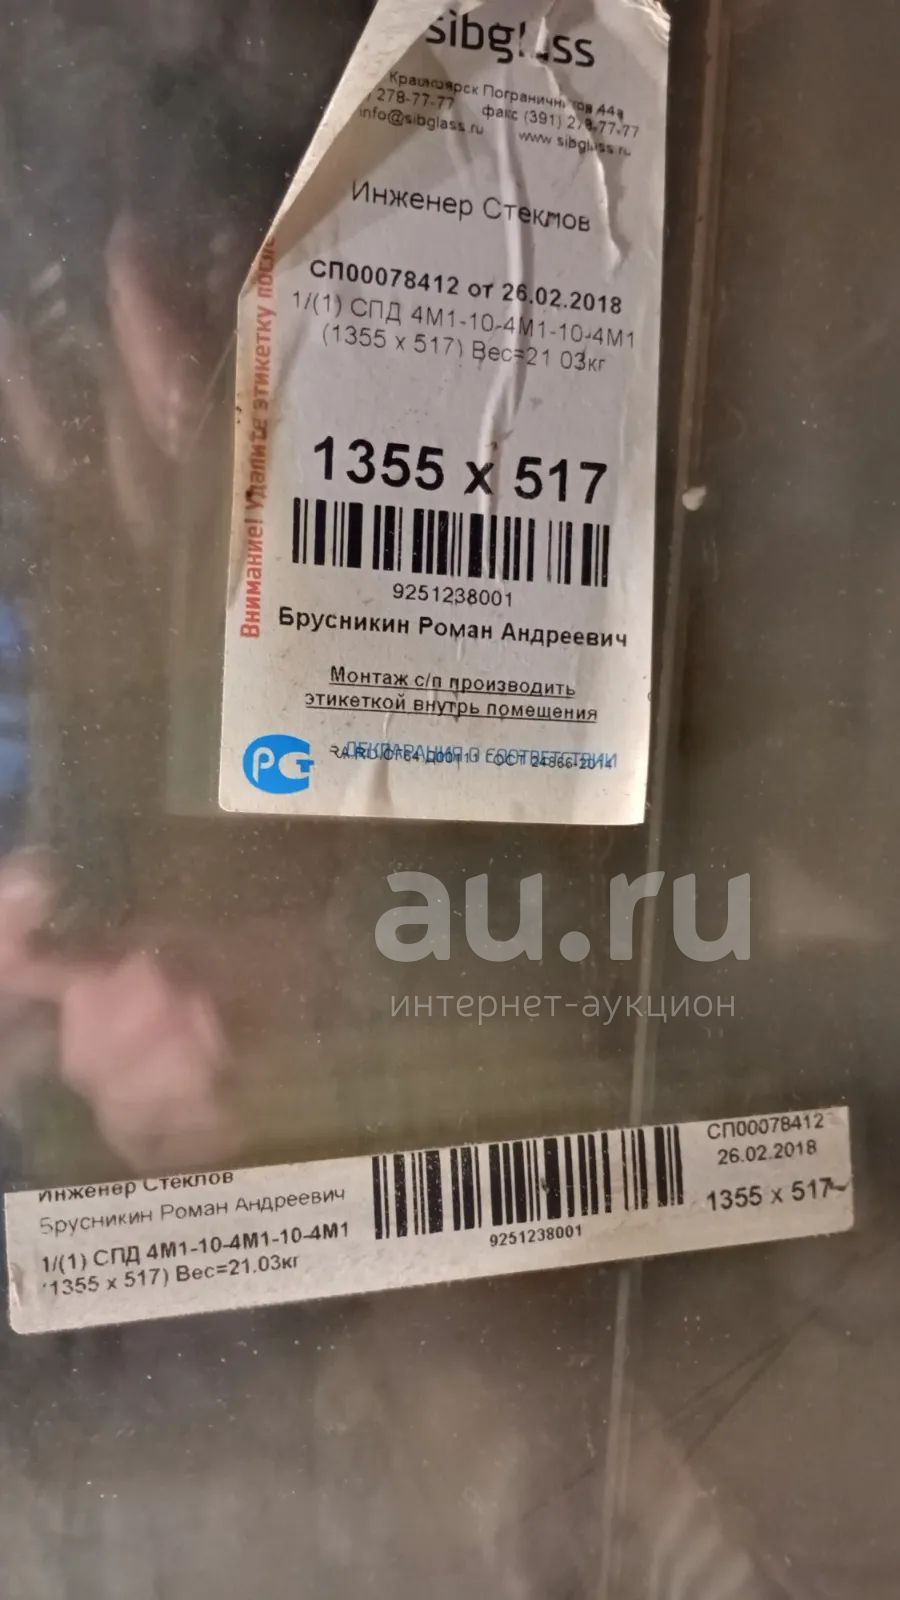 sibglass
Красноярск Пограничников 44а
278-77-77 факс (391) 278-77-77
info@sibglass.ru www sibglass.ru
Инженер Стеклов
СП00078412 от 26.02.2018
1/(1) СПД 4М1-10-4М1-10-4М1
(1355 x 517) Вес=21 03кг
1355 x 517
9251238001
Брусникин Роман Андреевич
Монтаж с/п производить
этикеткой внутрь помещения
ДЕКЛАРАЦИЯ О СООТВЕТСТВИИ
ГОСТ 24866-2014
Внимание! Удалите этикетку после
РСТ
au.ru
интернет-аукцион
Инженер Стеклов
Брусникин Роман Андреевич
1/(1) СПД 4М1-10-4М1-10-4М1
(1355 x 517) Вес=21.03кг
9251238001
СП00078412
26.02.2018
1355 x 517